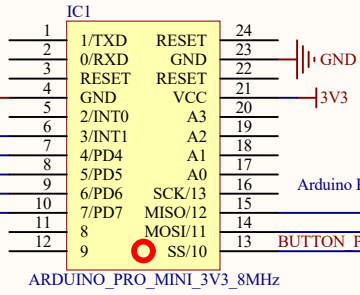 IC1
1 1/TXD RESET 24
2 0/RXD GND 23 GND
3 RESET RESET 22
4 GND VCC 21 3V3
5 2/INT0 A3 20
6 3/INT1 A2 19
7 4/PD4 A1 18
8 5/PD5 A0 17
9 6/PD6 SCK/13 16 Arduino
10 7/PD7 MISO/12 15
11 8 MOSI/11 14
12 9 SS/10 13 BUTTON
ARDUINO_PRO_MINI_3V3_8MHz